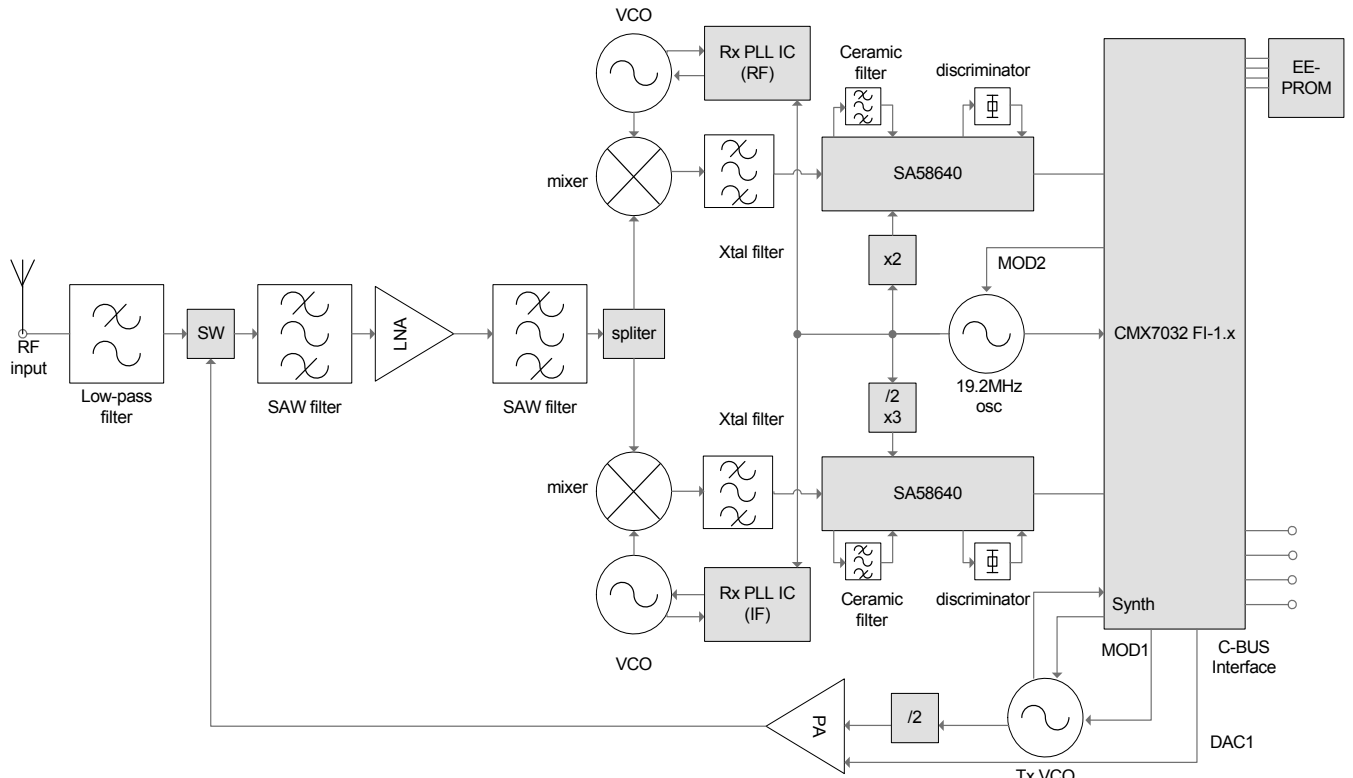 VCO
Rx PLL IC
(RF)
Ceramic
filter
discriminator
EE-
PROM
mixer
SA58640
Xtal filter
x2
MOD2
RF
input
Low-pass
filter
SW
SAW filter
LNA
SAW filter
spliter
CMX7032 FI-1.x
19.2MHz
osc
Xtal filter
/2
x3
mixer
SA58640
Rx PLL IC
(IF)
VCO
Ceramic
filter
discriminator
Synth
MOD1
C-BUS
Interface
PA
/2
DAC1
Tx VCO